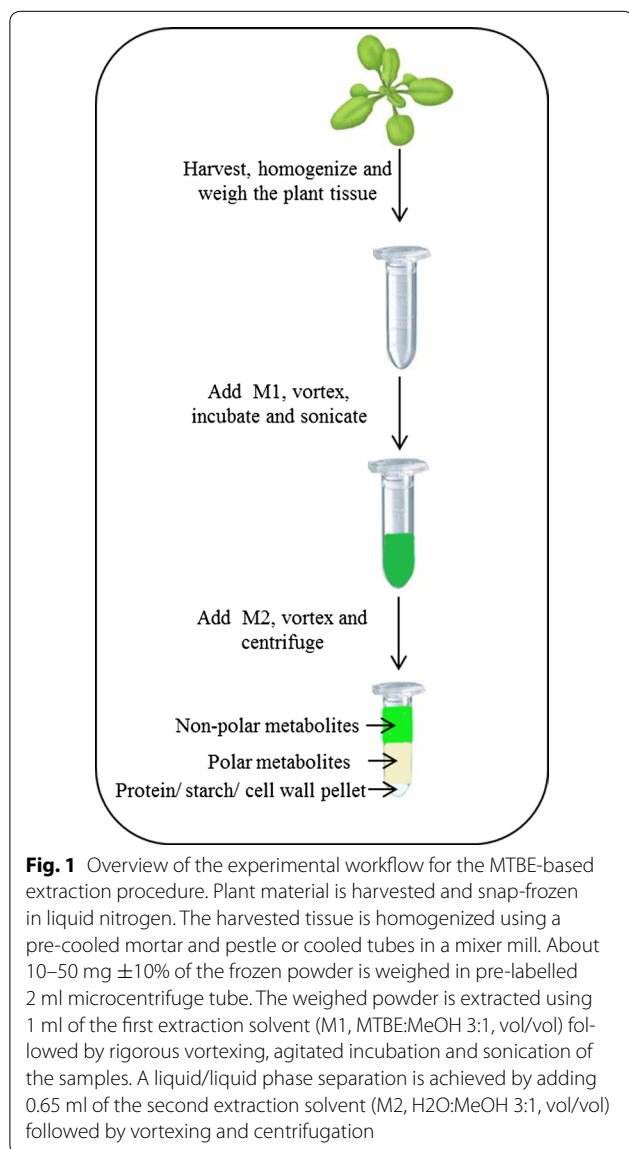 Harvest, homogenize and
weigh the plant tissue
Add M1, vortex,
incubate and sonicate
Add M2, vortex and
centrifuge
Non-polar metabolites
Polar metabolites
Protein/ starch/ cell wall pellet
Fig. 1 Overview of the experimental workflow for the MTBE-based
extraction procedure. Plant material is harvested and snap-frozen
in liquid nitrogen. The harvested tissue is homogenized using a
pre-cooled mortar and pestle or cooled tubes in a mixer mill. About
10–50 mg ±10% of the frozen powder is weighed in pre-labelled
2 ml microcentrifuge tube. The weighed powder is extracted using
1 ml of the first extraction solvent (M1, MTBE:MeOH 3:1, vol/vol) fol-
lowed by rigorous vortexing, agitated incubation and sonication of
the samples. A liquid/liquid phase separation is achieved by adding
0.65 ml of the second extraction solvent (M2, H2O:MeOH 3:1, vol/vol)
followed by vortexing and centrifugation